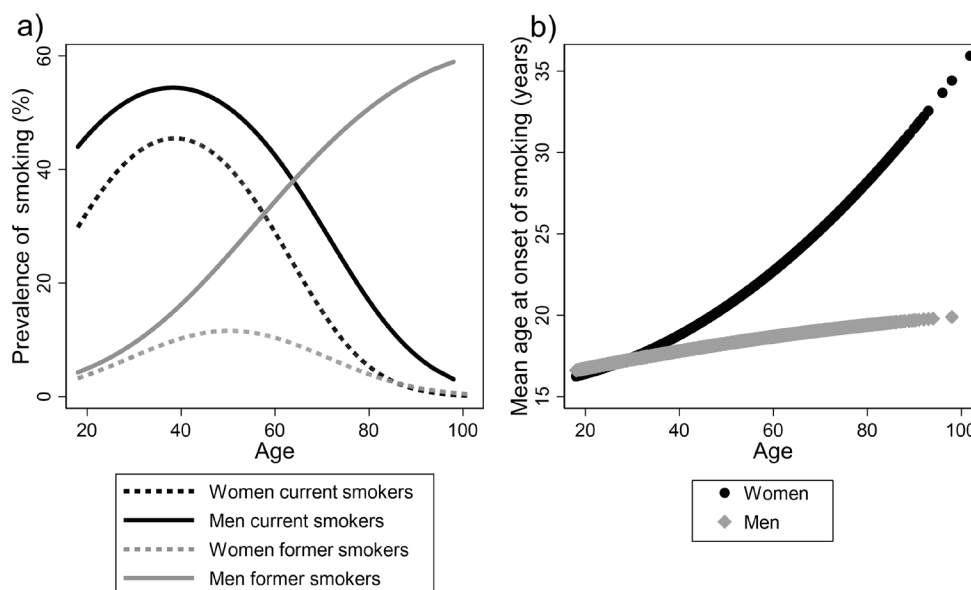 a)
Prevalence of smoking (%)
60
40
20
0
20 40 60 80 100
Age
Women current smokers
Men current smokers
Women former smokers
Men former smokers
b)
Mean age at onset of smoking (years)
35
30
25
20
15
20 40 60 80 100
Age
Women
Men